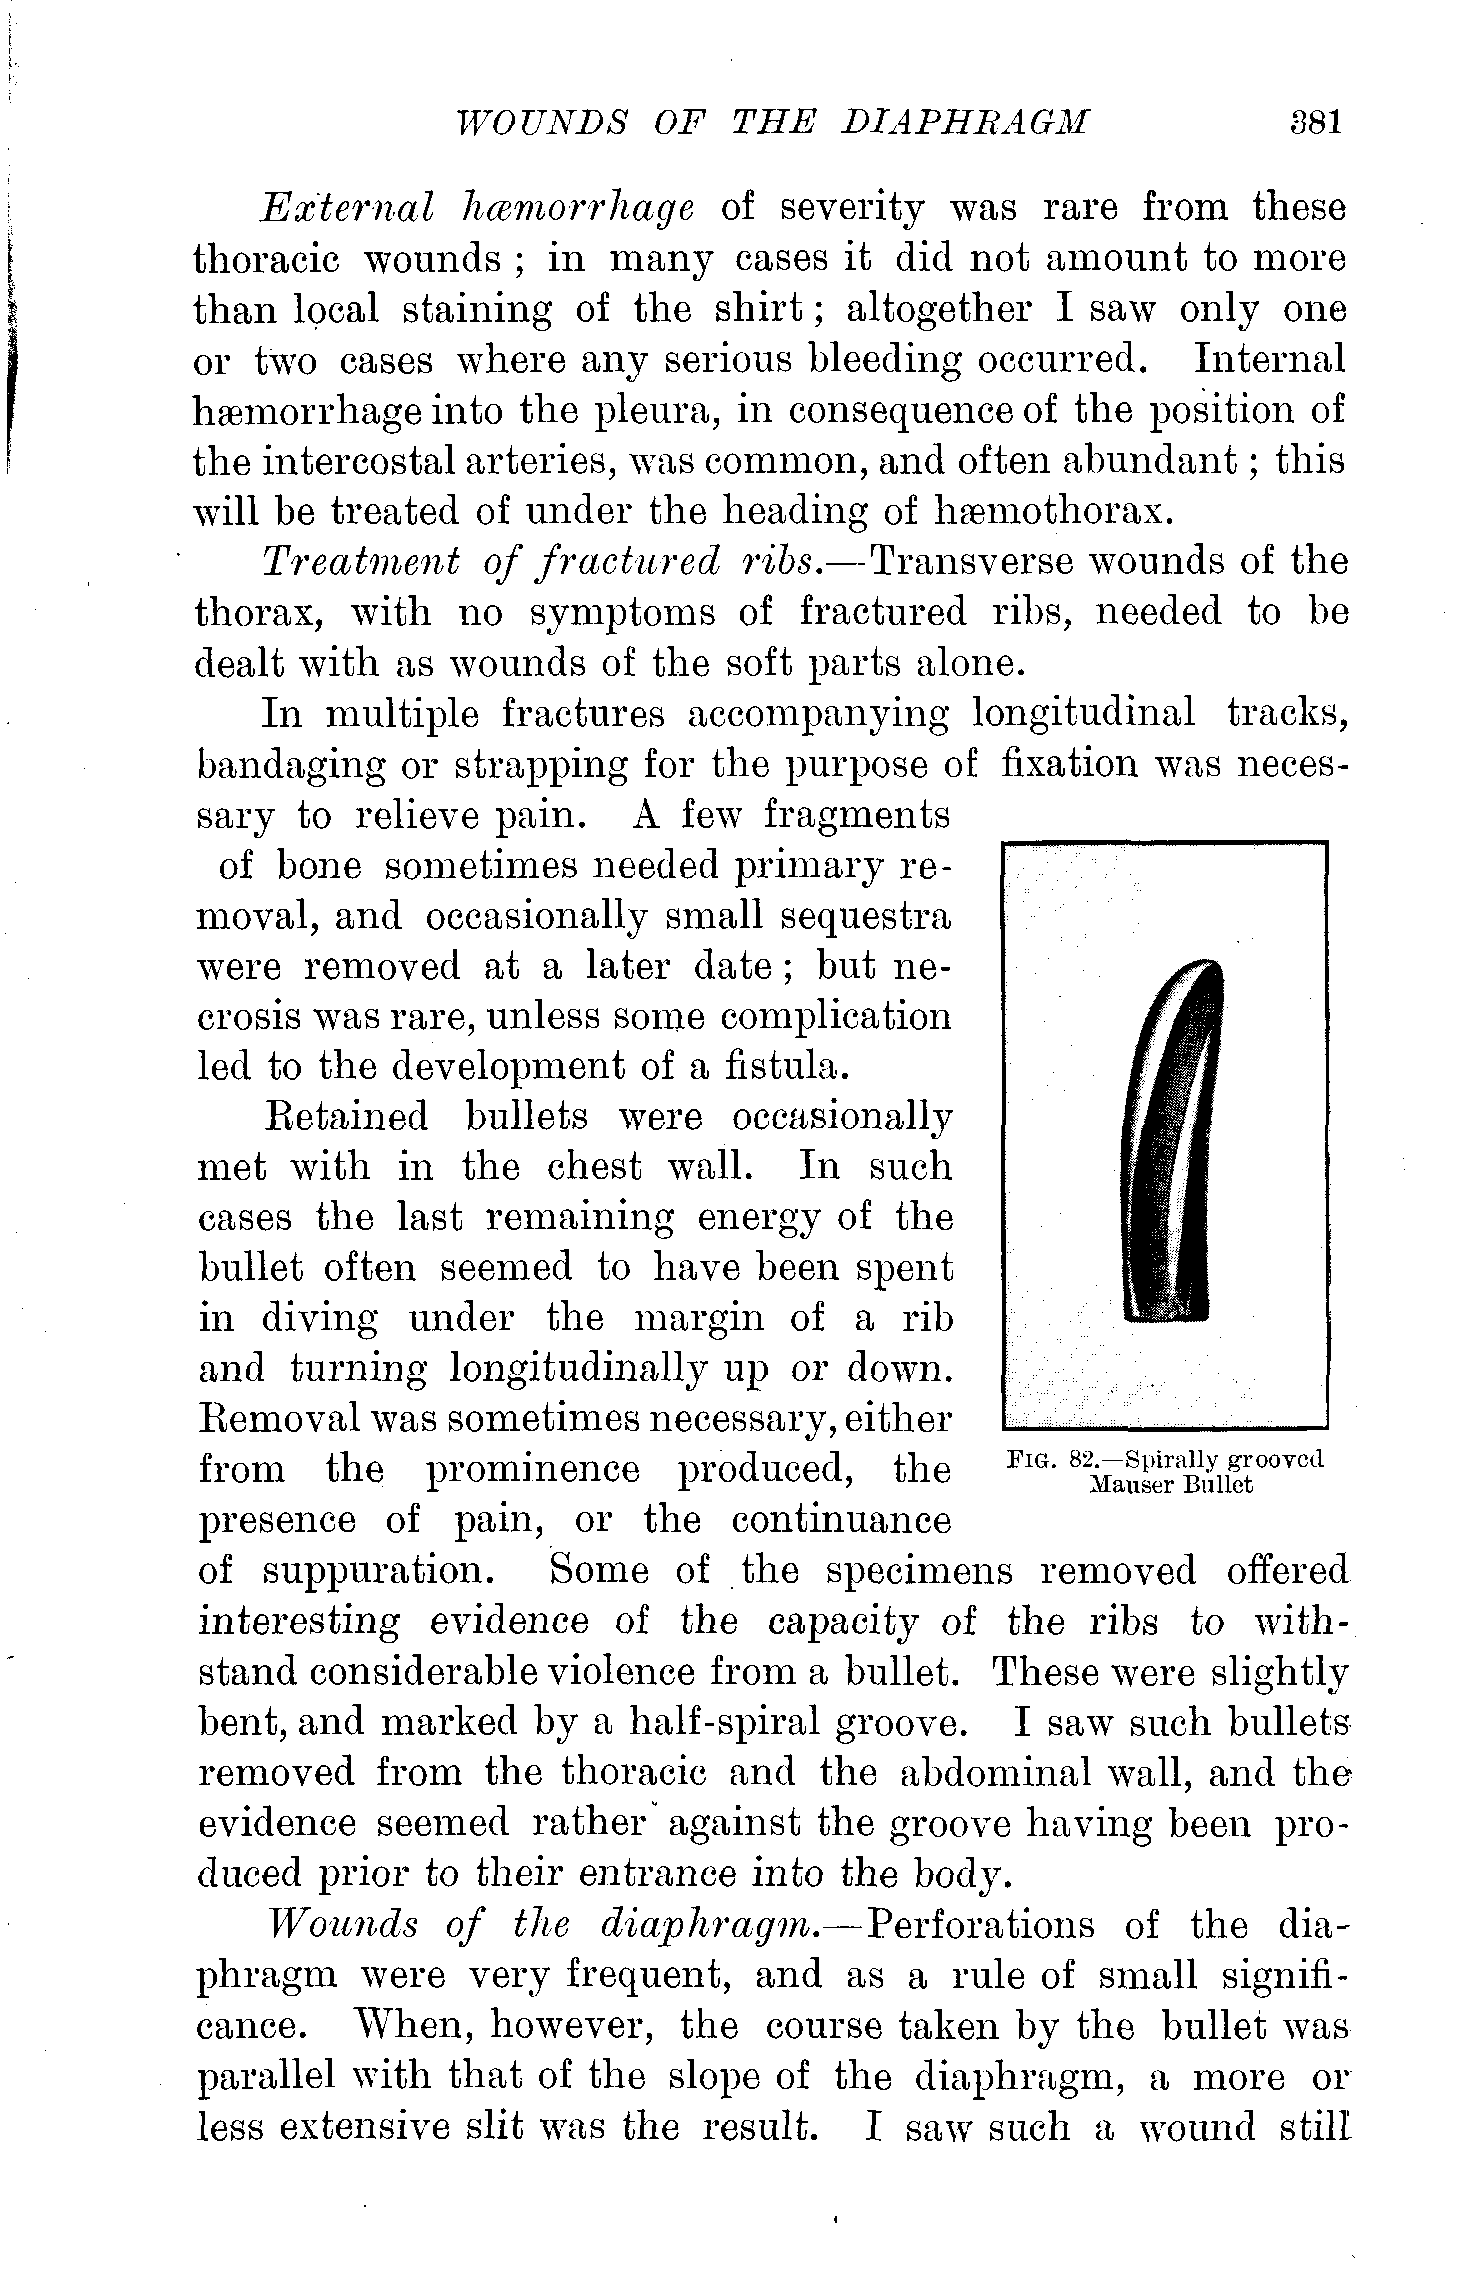 WOUNDS OF THE DIAPHRAGM 381
External hæmorrhage of severity was rare from these
thoracic wounds ; in many cases it did not amount to more
than local staining of the shirt ; altogether I saw only one
or two cases where any serious bleeding occurred. Internal
hæmorrhage into the pleura, in consequence of the position of
the intercostal arteries, was common, and often abundant ; this
will be treated of under the heading of hæmothorax.
Treatment of fractured ribs.—Transverse wounds of the
thorax, with no symptoms of fractured ribs, needed to be
dealt with as wounds of the soft parts alone.
In multiple fractures accompanying longitudinal tracks,
bandaging or strapping for the purpose of fixation was neces-
sary to relieve pain. A few fragments
of bone sometimes needed primary re-
moval, and occasionally small sequestra
were removed at a later date ; but ne-
crosis was rare, unless some complication
led to the development of a fistula.
Retained bullets were occasionally
met with in the chest wall. In such
cases the last remaining energy of the
bullet often seemed to have been spent
in diving under the margin of a rib
and turning longitudinally up or down.
Removal was sometimes necessary, either
from the prominence produced, the
presence of pain, or the continuance
of suppuration. Some of the specimens removed offered
interesting evidence of the capacity of the ribs to with-
stand considerable violence from a bullet. These were slightly
bent, and marked by a half-spiral groove. I saw such bullets
removed from the thoracic and the abdominal wall, and the
evidence seemed rather against the groove having been pro-
duced prior to their entrance into the body.
Wounds of the diaphragm.—Perforations of the dia-
phragm were very frequent, and as a rule of small signifi-
cance. When, however, the course taken by the bullet was
parallel with that of the slope of the diaphragm, a more or
less extensive slit was the result. I saw such a wound still
FIG. 82.—Spirally grooved
Mauser Bullet